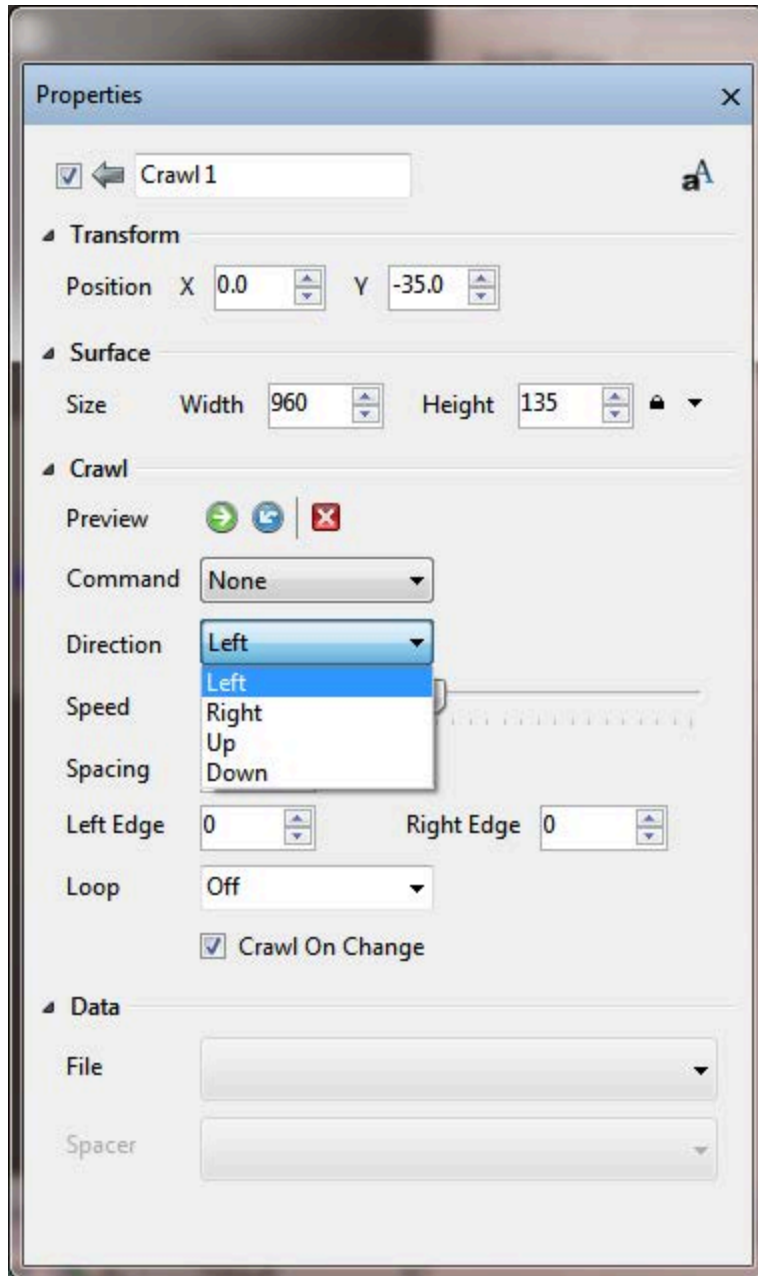 Properties
Crawl 1
aA
Transform
Position X 0.0 Y -35.0
Surface
Size Width 960 Height 135
Crawl
Preview
Command None
Direction Left
Left
Right
Up
Down
Speed
Spacing
Left Edge 0 Right Edge 0
Loop Off
Crawl On Change
Data
File
Spacer